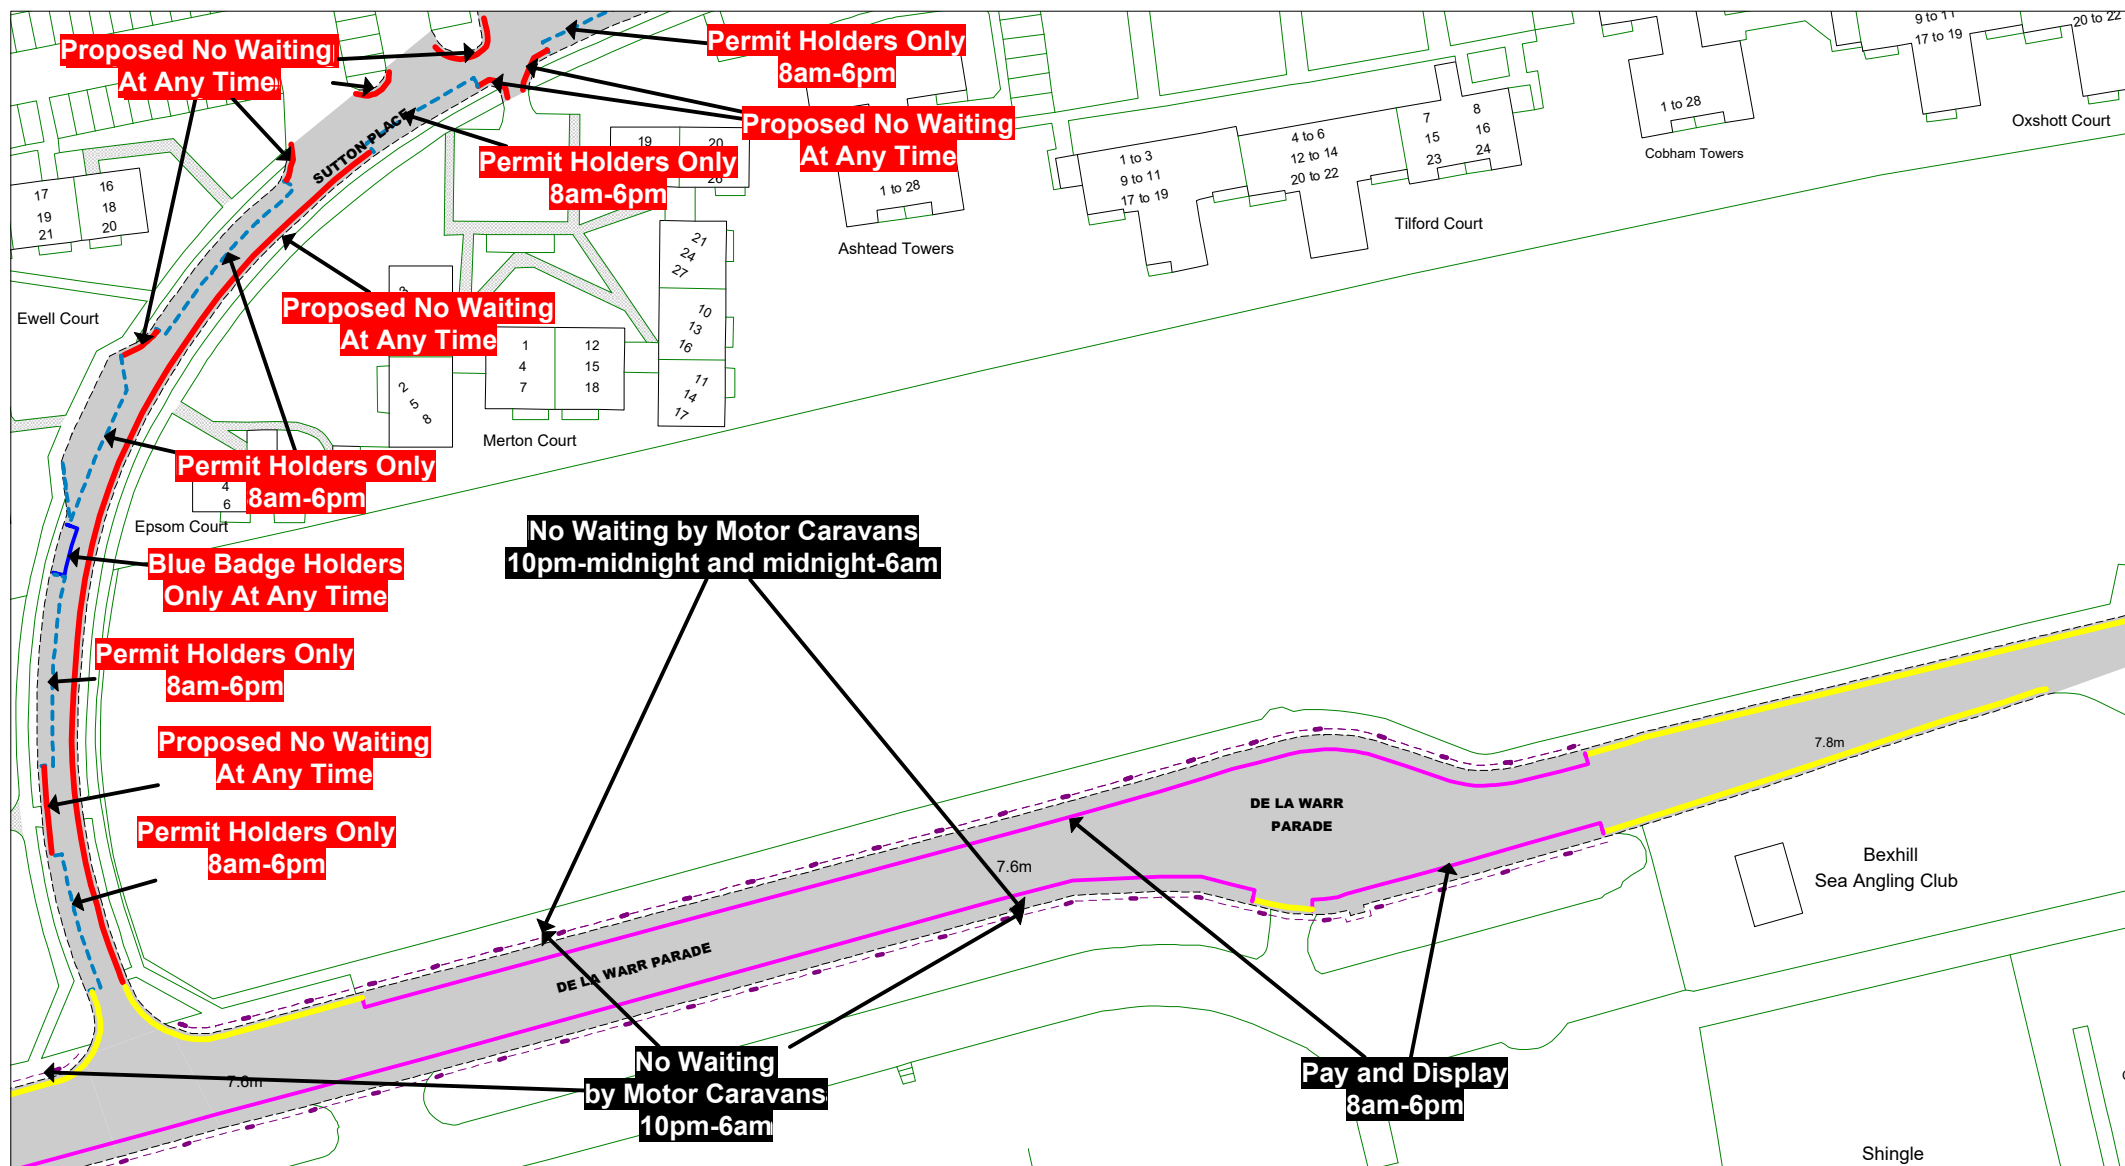 Proposed No Waiting
At Any Time
Permit Holders Only
8am-6pm
Proposed No Waiting
At Any Time
Permit Holders Only
8am-6pm
SUTTON PLACE
19
20
26
9 to 11
17 to 19
20 to 22
1 to 28
Cobham Towers
Oxshott Court
1 to 3
9 to 11
17 to 19
4 to 6
12 to 14
20 to 22
7
15
23
8
16
24
Tilford Court
1 to 28
Ashtead Towers
17
19
21
16
18
20
Ewell Court
Proposed No Waiting
At Any Time
21
24
27
10
13
16
11
14
17
3
2
5
8
1
4
7
12
15
18
Merton Court
Permit Holders Only
8am-6pm
4
6
Epsom Court
Blue Badge Holders
Only At Any Time
No Waiting by Motor Caravans
10pm-midnight and midnight-6am
Permit Holders Only
8am-6pm
Proposed No Waiting
At Any Time
Permit Holders Only
8am-6pm
7.8m
DE LA WARR
PARADE
7.6m
Bexhill
Sea Angling Club
DE LA WARR PARADE
7.6m
No Waiting
by Motor Caravans
10pm-6am
Pay and Display
8am-6pm
Shingle